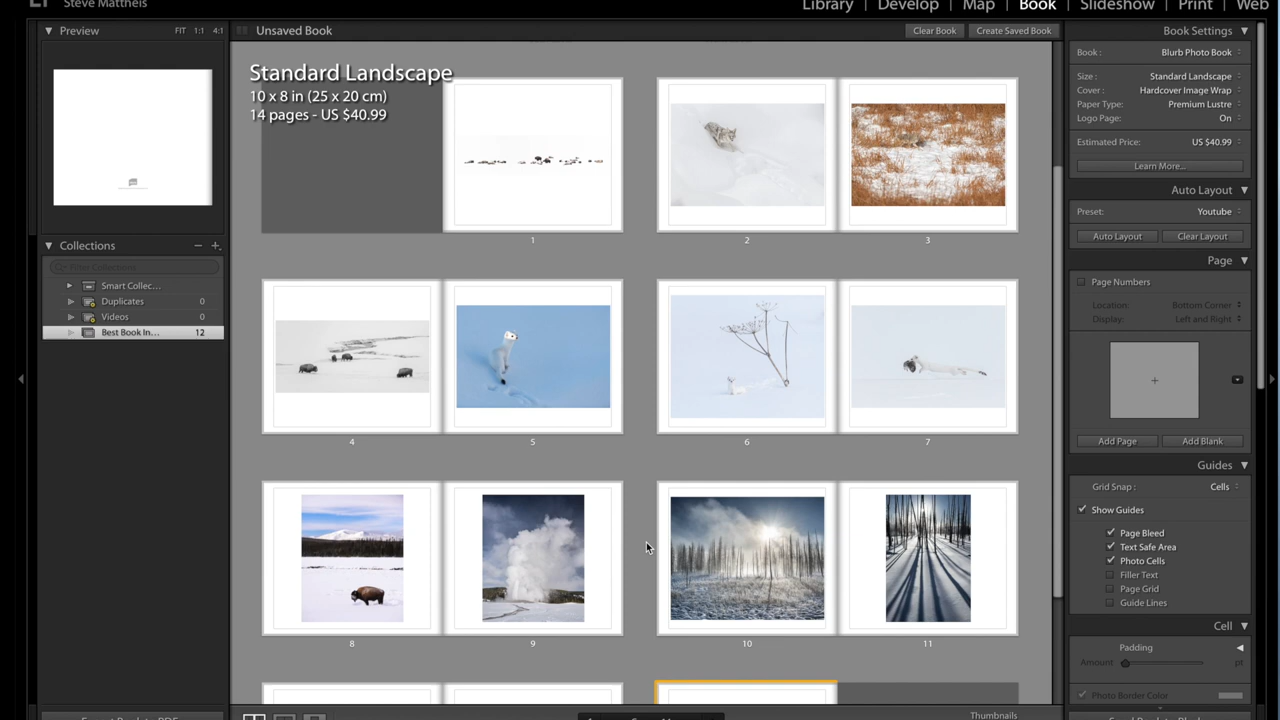 Steve Mattheis
Library | Develop | Map | Book | Slideshow | Print | Web
Preview FIT 1:1 4:1
Collections
Filter Collections
Smart Collec...
Duplicates 0
Videos 0
Best Book In... 12
Unsaved Book Clear Book Create Saved Book
Standard Landscape
10 x 8 in (25 x 20 cm)
14 pages - US $40.99
1 2 3
4 5 6 7
8 9 10 11
Thumbnails
Book Settings
Book : Blurb Photo Book
Size : Standard Landscape
Cover : Hardcover Image Wrap
Paper Type: Premium Lustre
Logo Page: On
Estimated Price: US $40.99
Learn More...
Auto Layout
Preset: Youtube
Auto Layout Clear Layout
Page
Page Numbers
Location: Bottom Corner
Display: Left and Right
Add Page Add Blank
Guides
Grid Snap : Cells
Show Guides
Page Bleed
Text Safe Area
Photo Cells
Filler Text
Page Grid
Guide Lines
Cell
Padding
Amount pt
Photo Border Color